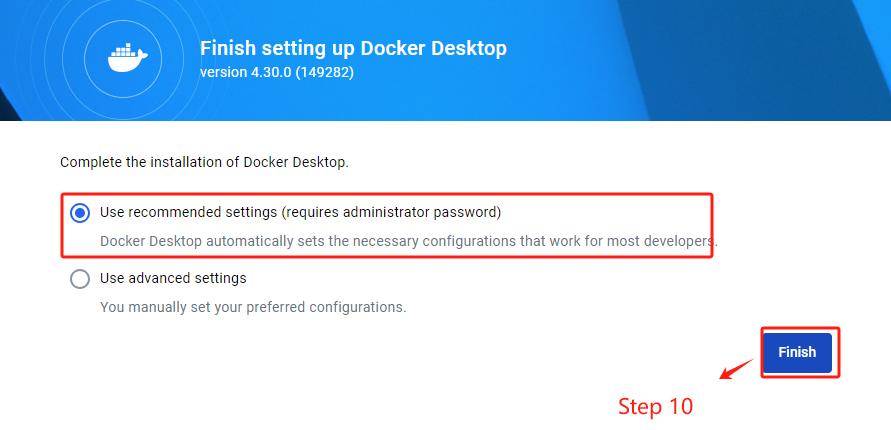 Finish setting up Docker Desktop
version 4.30.0 (149282)
Complete the installation of Docker Desktop.
Use recommended settings (requires administrator password)
Docker Desktop automatically sets the necessary configurations that work for most developers.
Use advanced settings
You manually set your preferred configurations.
Finish
Step 10